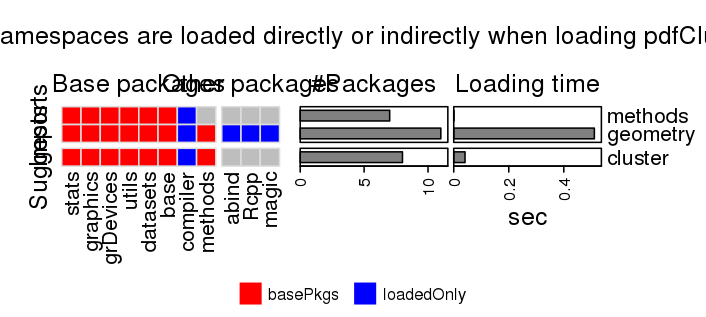 amespaces are loaded directly or indirectly when loading pdfClu
Base packages
Other packages
#Packages
Loading time
Imports
Suggests
methods
geometry
cluster
stats
graphics
grDevices
utils
datasets
base
compiler
methods
abind
Rcpp
magic
0
5
10
0
0.2
0.4
sec
basePkgs
loadedOnly